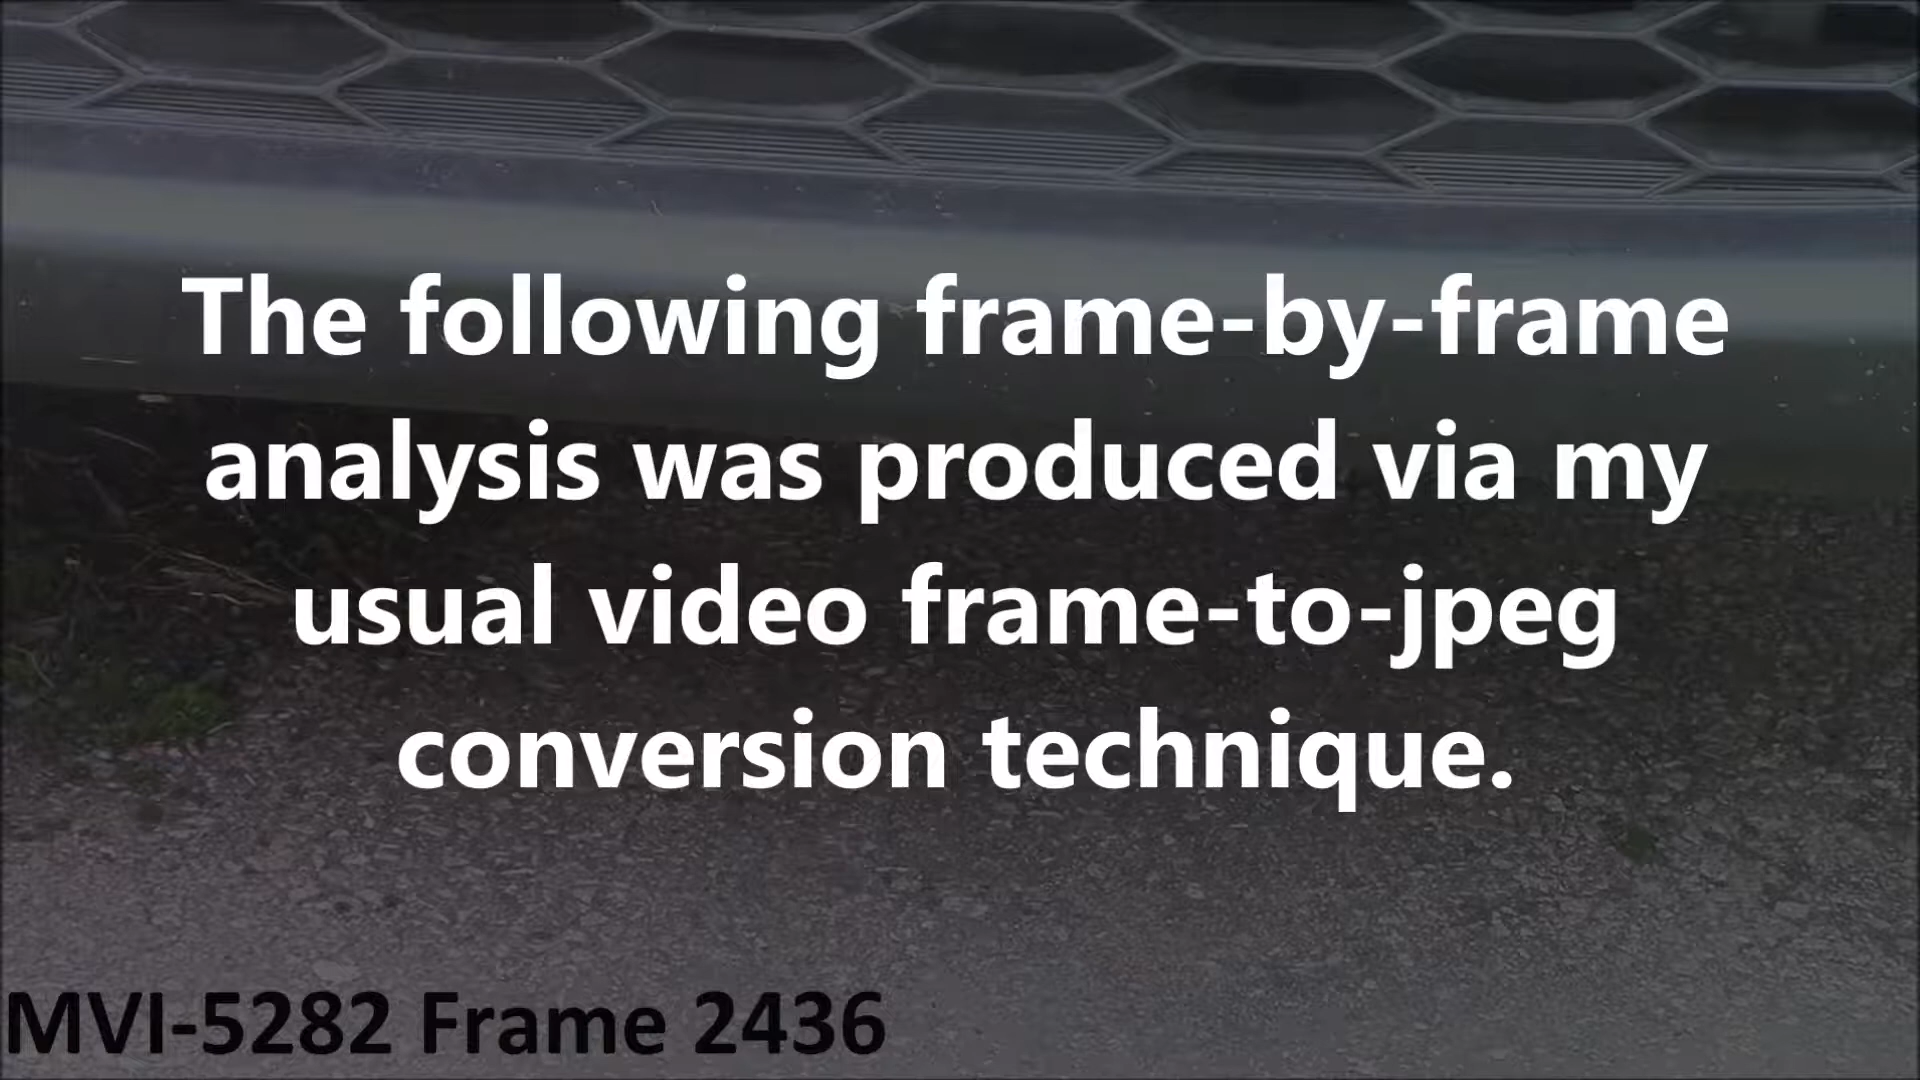 The following frame-by-frame
analysis was produced via my
usual video frame-to-jpeg
conversion technique.
MVI-5282 Frame 2436